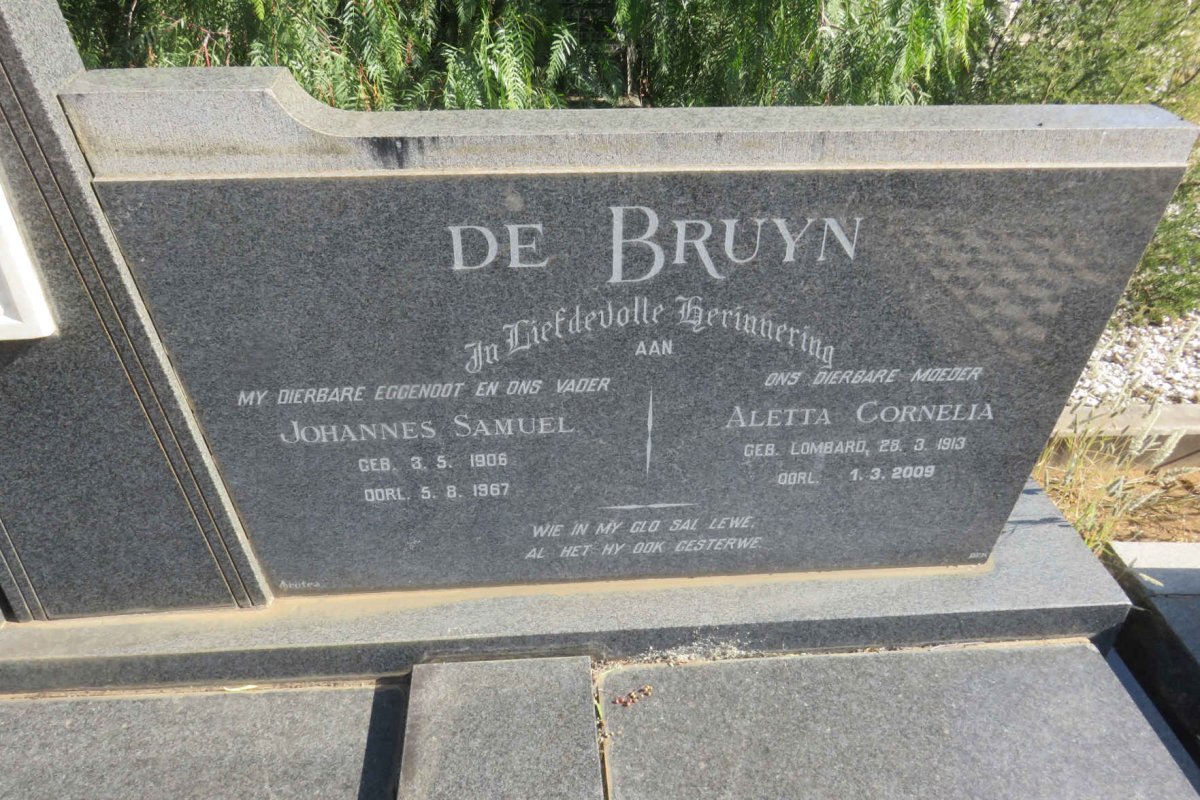 DE BRUYN
In Liefdevolle Herinnering
AAN
MY DIERBARE EGGENOOT EN ONS VADER
JOHANNES SAMUEL
GEB. 3. 5. 1906
OORL. 5. 8. 1967
ONS DIERBARE MOEDER
ALETTA CORNELIA
GEB. LOMBARD, 28. 3. 1913
OORL. 1. 3. 2009
WIE IN MY GLO SAL LEWE,
AL HET HY OOK GESTERWE.